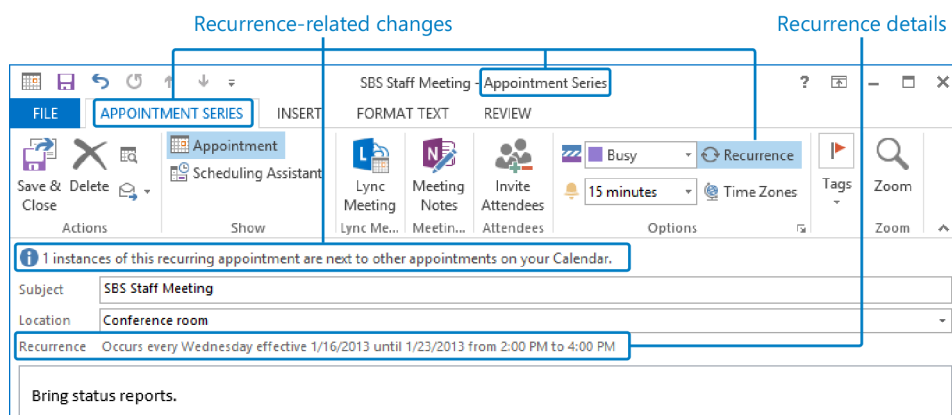 Recurrence-related changes Recurrence details
SBS Staff Meeting - Appointment Series ?
FILE APPOINTMENT SERIES INSERT FORMAT TEXT REVIEW
Appointment Busy Recurrence
Scheduling Assistant
Save & Close Delete Lync Meeting Meeting Notes Invite Attendees 15 minutes Time Zones Tags Zoom
Actions Show Lync Me... Meetin... Attendees Options Zoom
1 instances of this recurring appointment are next to other appointments on your Calendar.
Subject SBS Staff Meeting
Location Conference room
Recurrence Occurs every Wednesday effective 1/16/2013 until 1/23/2013 from 2:00 PM to 4:00 PM
Bring status reports.